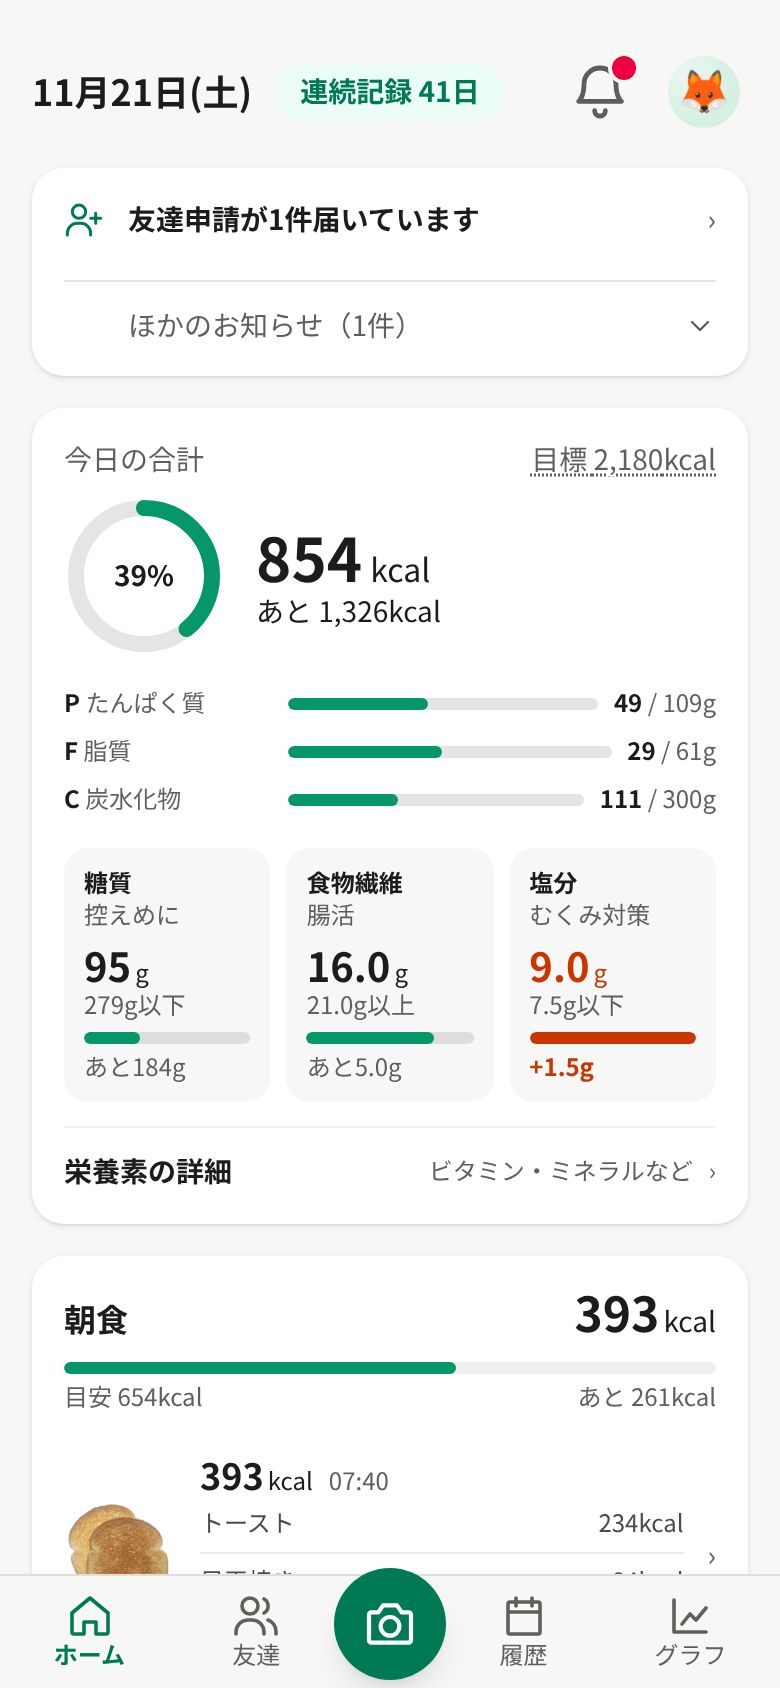 11月21日(土)
連続記録 41日
友達申請が1件届いています
ほかのお知らせ（1件）
今日の合計
目標 2,180kcal
39%
854 kcal
あと 1,326kcal
P たんぱく質
49 / 109g
F 脂質
29 / 61g
C 炭水化物
111 / 300g
糖質
控えめに
95 g
279g以下
あと184g
食物繊維
腸活
16.0 g
21.0g以上
あと5.0g
塩分
むくみ対策
9.0 g
7.5g以下
+1.5g
栄養素の詳細
ビタミン・ミネラルなど
朝食
393 kcal
目安 654kcal
あと 261kcal
393 kcal 07:40
トースト
234kcal
ホーム
友達
履歴
グラフ